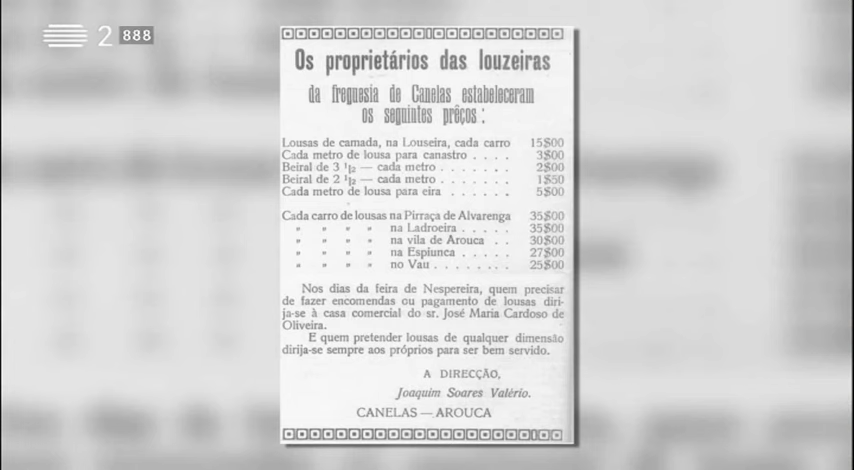 2 888
Os proprietários das louzeiras
da freguesia de Canelas estabeleceram
os seguintes prêços :
Lousas de camada, na Louseira, cada carro 15$00
Cada metro de lousa para canastro . . . . 3$00
Beiral de 3 ¹|₂ — cada metro . . . . . . . 2$00
Beiral de 2 ¹|₂ — cada metro . . . . . . . 1$50
Cada metro de lousa para eira . . . . . 5$00
Cada carro de lousas na Pirraça de Alvarenga 35$00
" " " " na Ladroeira . . . . . 35$00
" " " " na vila de Arouca . . 30$00
" " " " na Espiunca . . . . . 27$00
" " " " no Vau . . . . . . . . 25$00
Nos dias da feira de Nespereira, quem precisar
de fazer encomendas ou pagamento de lousas diri-
ja-se à casa comercial do sr. José Maria Cardoso de
Oliveira.
E quem pretender lousas de qualquer dimensão
dirija-se sempre aos próprios para ser bem servido.
A DIRECÇÃO,
Joaquim Soares Valério.
CANELAS — AROUCA